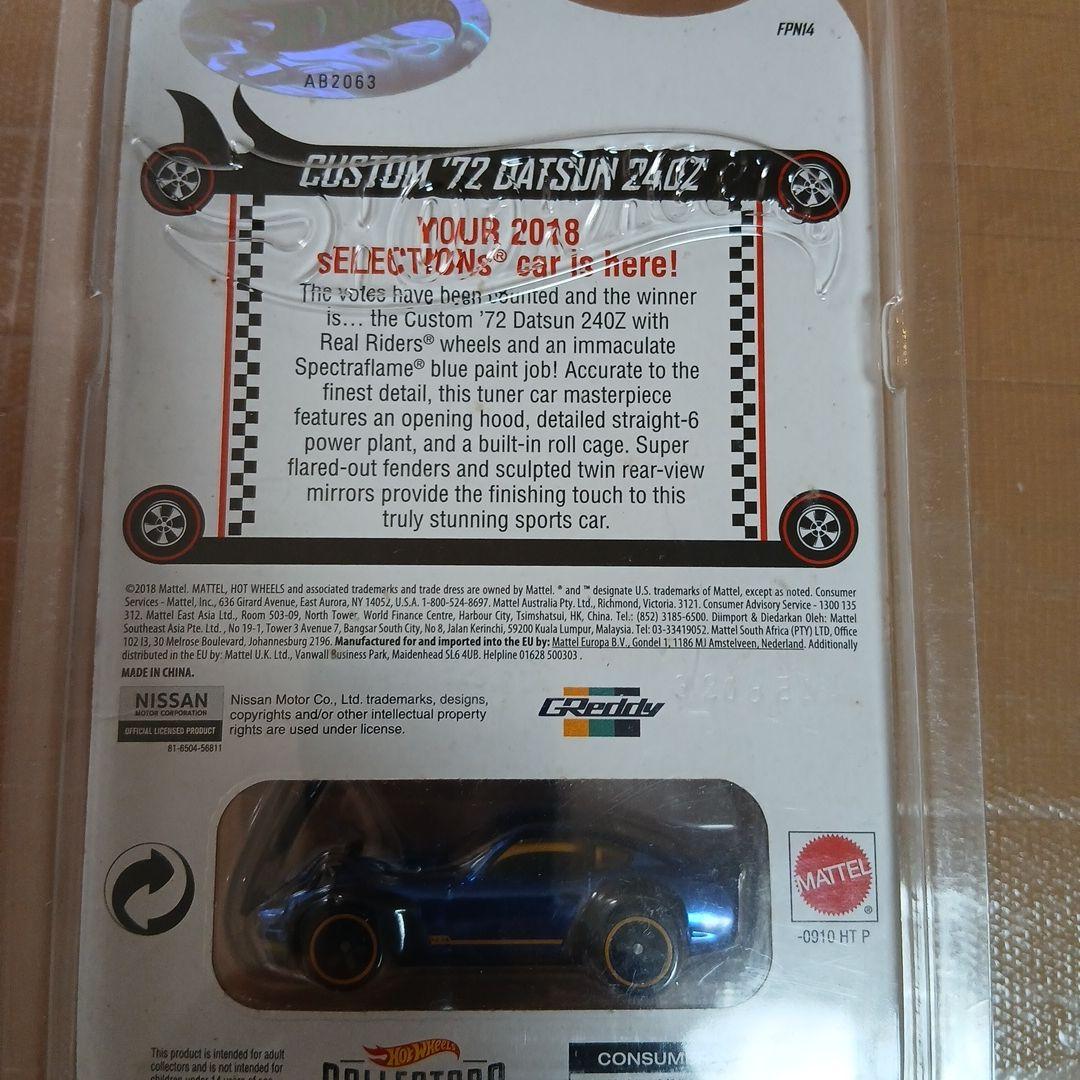 FPN14
AB2063
CUSTOM '72 DATSUN 240Z
YOUR 2018
sELECTIONs® car is here!
The votes have been counted and the winner
is... the Custom '72 Datsun 240Z with
Real Riders® wheels and an immaculate
Spectraflame® blue paint job! Accurate to the
finest detail, this tuner car masterpiece
features an opening hood, detailed straight-6
power plant, and a built-in roll cage. Super
flared-out fenders and sculpted twin rear-view
mirrors provide the finishing touch to this
truly stunning sports car.
©2018 Mattel. MATTEL, HOT WHEELS and associated trademarks and trade dress are owned by Mattel. ® and ™ designate U.S. trademarks of Mattel, except as noted. Consumer
Services - Mattel, Inc., 636 Girard Avenue, East Aurora, NY 14052, U.S.A. 1-800-524-8697. Mattel Australia Pty. Ltd., Richmond, Victoria. 3121. Consumer Advisory Service - 1300 135
312. Mattel East Asia Ltd., Room 503-09, North Tower, World Finance Centre, Harbour City, Tsimshatsui, HK, China. Tel.: (852) 3185-6500. Diimport & Diedarkan Oleh: Mattel
Southeast Asia Pte. Ltd., No 19-1, Tower 3 Avenue 7, Bangsar South City, No 8, Jalan Kerinchi, 59200 Kuala Lumpur, Malaysia. Tel: 03-33419052. Mattel South Africa (PTY) LTD, Office
102 I3, 30 Melrose Boulevard, Johannesburg 2196. Manufactured for and imported into the EU by: Mattel Europa B.V., Gondel 1, 1186 MJ Amstelveen, Nederland. Additionally
distributed in the EU by: Mattel U.K. Ltd., Vanwall Business Park, Maidenhead SL6 4UB. Helpline 01628 500303 .
MADE IN CHINA.
NISSAN
MOTOR CORPORATION
OFFICIAL LICENSED PRODUCT
81-6504-56811
Nissan Motor Co., Ltd. trademarks, designs,
copyrights and/or other intellectual property
rights are used under license.
GReddy
MATTEL
®
-0910 HT P
This product is intended for adult
collectors and is not intended for
HOT WHEELS
COLLECTORS
CONSUM